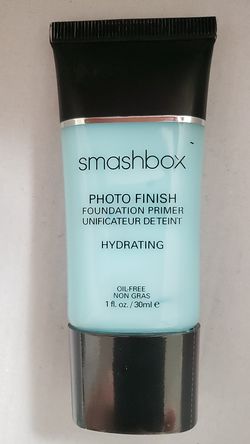 smashbox
PHOTO FINISH
FOUNDATION PRIMER
UNIFICATEUR DE TEINT
HYDRATING
OIL-FREE
NON GRAS
1 fl. oz. / 30ml e